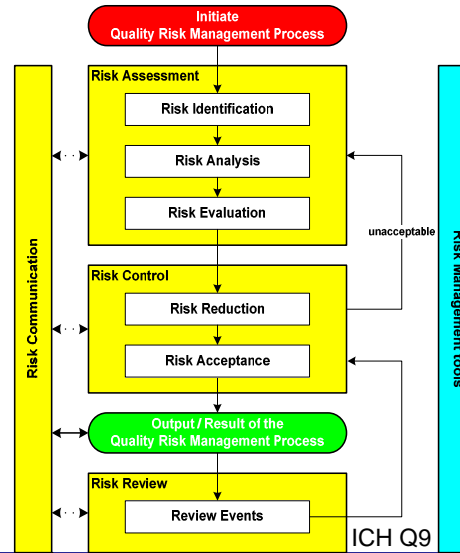 Initiate
Quality Risk Management Process
Risk Assessment
Risk Identification
Risk Analysis
Risk Evaluation
unacceptable
Risk Control
Risk Reduction
Risk Acceptance
Output / Result of the
Quality Risk Management Process
Risk Review
Review Events
Risk Communication
Risk Management tools
ICH Q9